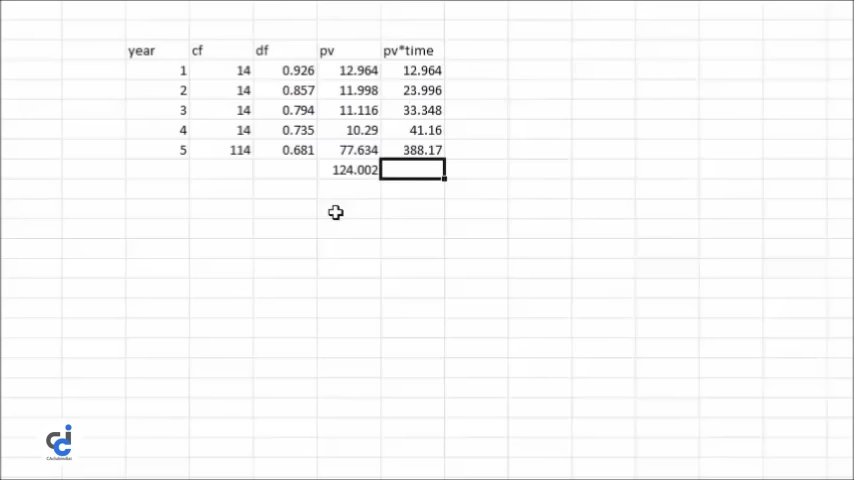 year cf df pv pv*time
1 14 0.926 12.964 12.964
2 14 0.857 11.998 23.996
3 14 0.794 11.116 33.348
4 14 0.735 10.29 41.16
5 114 0.681 77.634 388.17
124.002